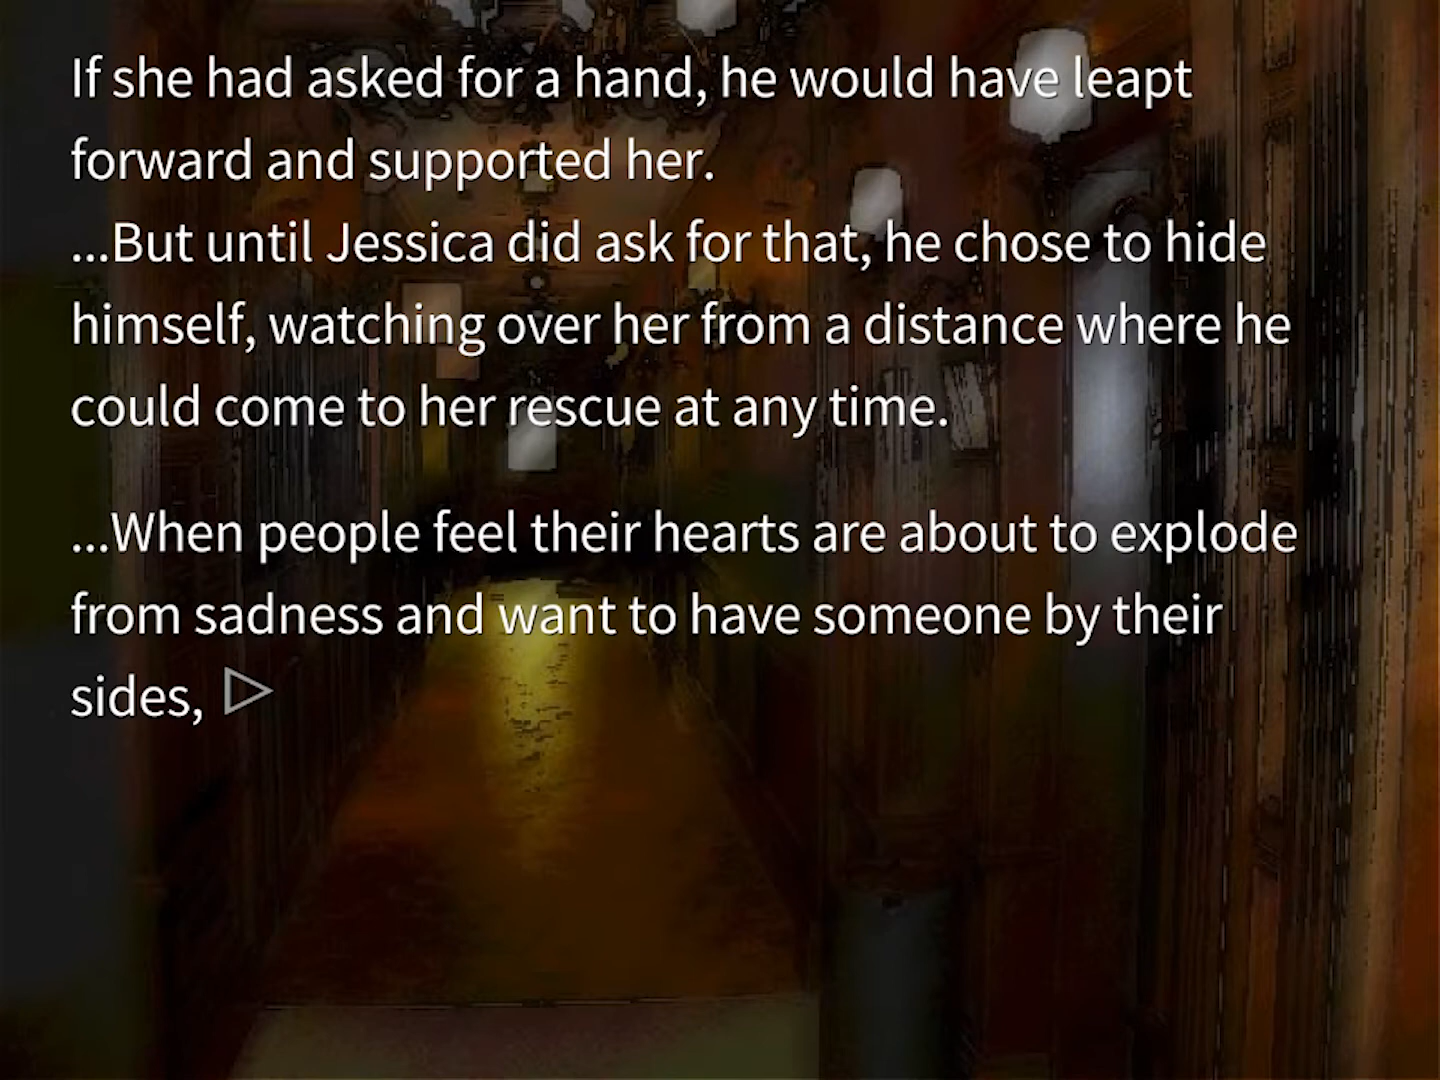 If she had asked for a hand, he would have leapt
forward and supported her.
...But until Jessica did ask for that, he chose to hide
himself, watching over her from a distance where he
could come to her rescue at any time.
...When people feel their hearts are about to explode
from sadness and want to have someone by their
sides,